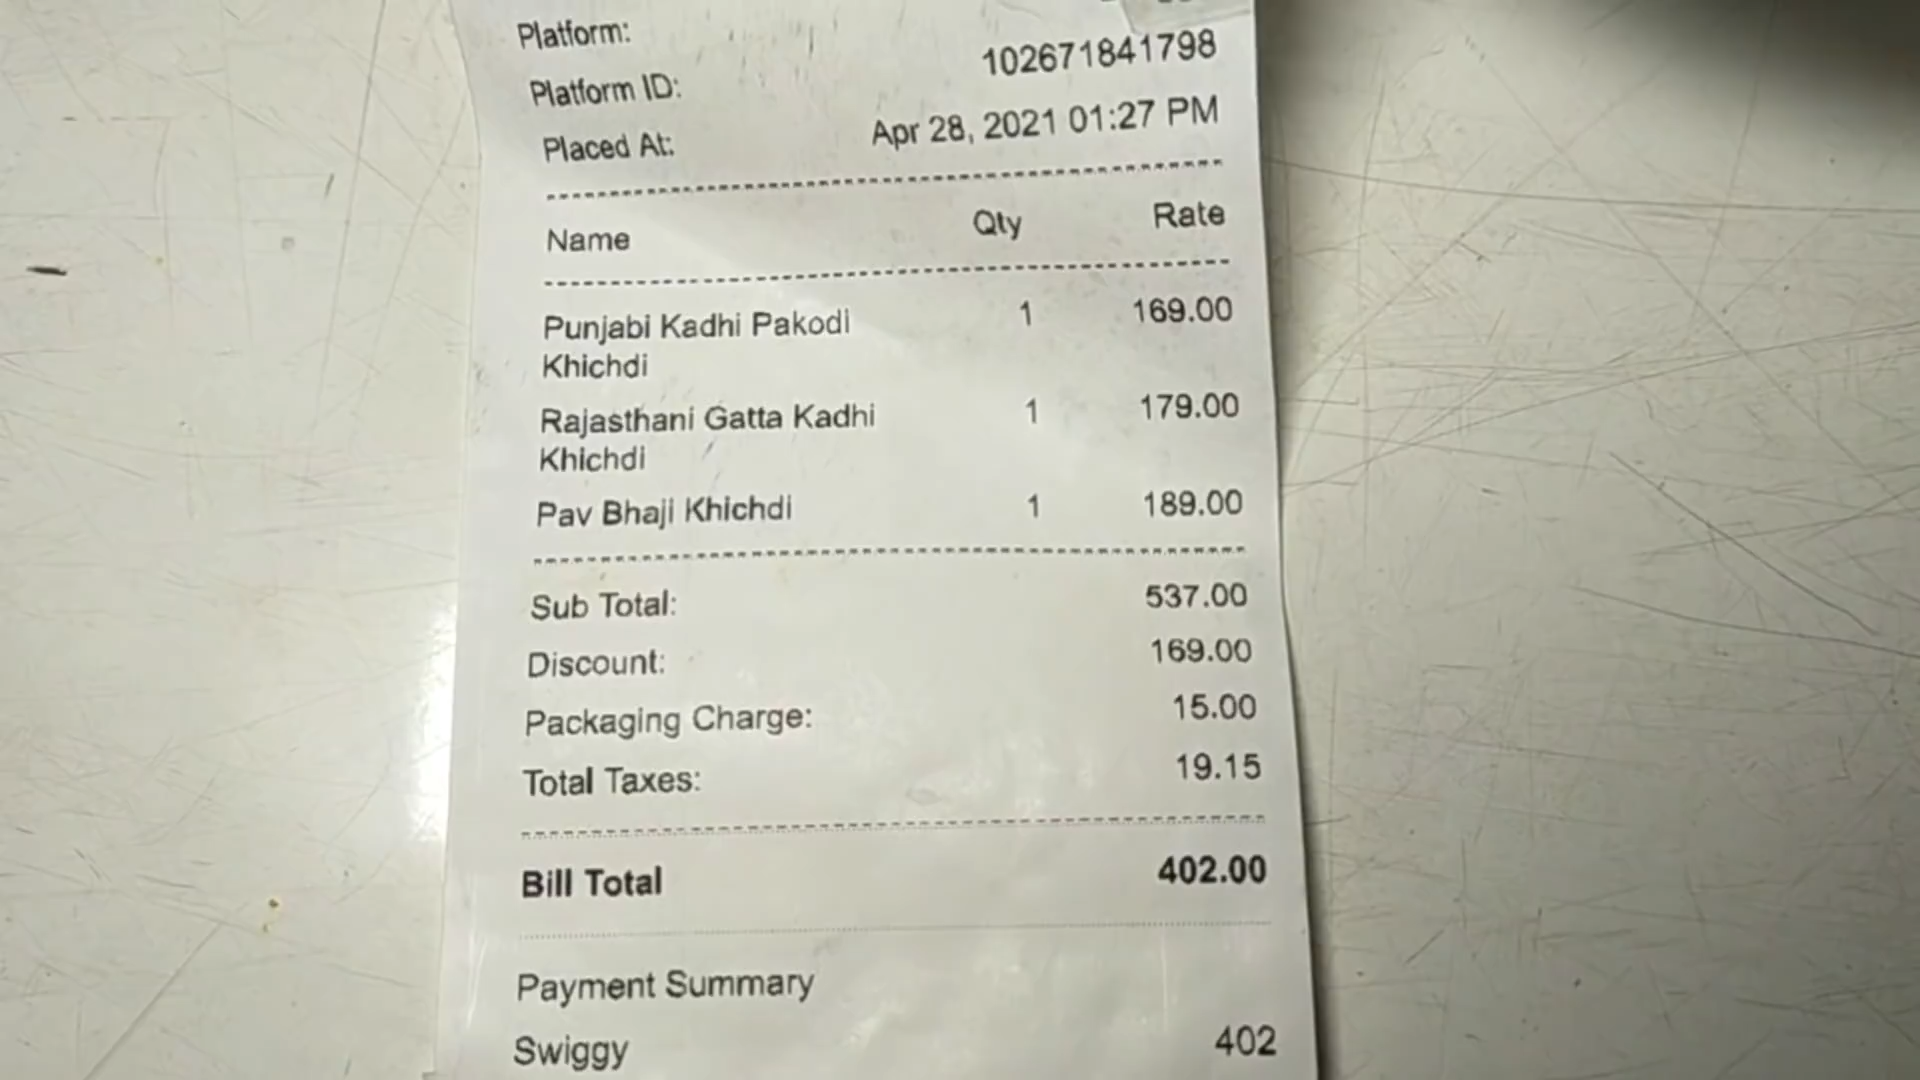 Platform:
Platform ID: 102671841798
Placed At: Apr 28, 2021 01:27 PM
Name Qty Rate
Punjabi Kadhi Pakodi 1 169.00
Khichdi
Rajasthani Gatta Kadhi 1 179.00
Khichdi
Pav Bhaji Khichdi 1 189.00
Sub Total: 537.00
Discount: 169.00
Packaging Charge: 15.00
Total Taxes: 19.15
Bill Total 402.00
Payment Summary
Swiggy 402